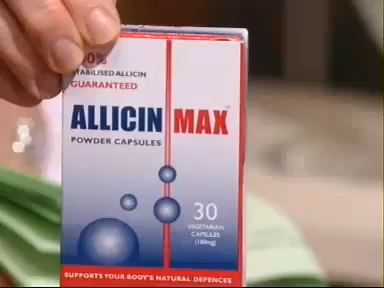 STABILISED ALLICIN
GUARANTEED
ALLICIN MAX
POWDER CAPSULES
30
VEGETARIAN
CAPSULES
(180mg)
SUPPORTS YOUR BODY'S NATURAL DEFENCES